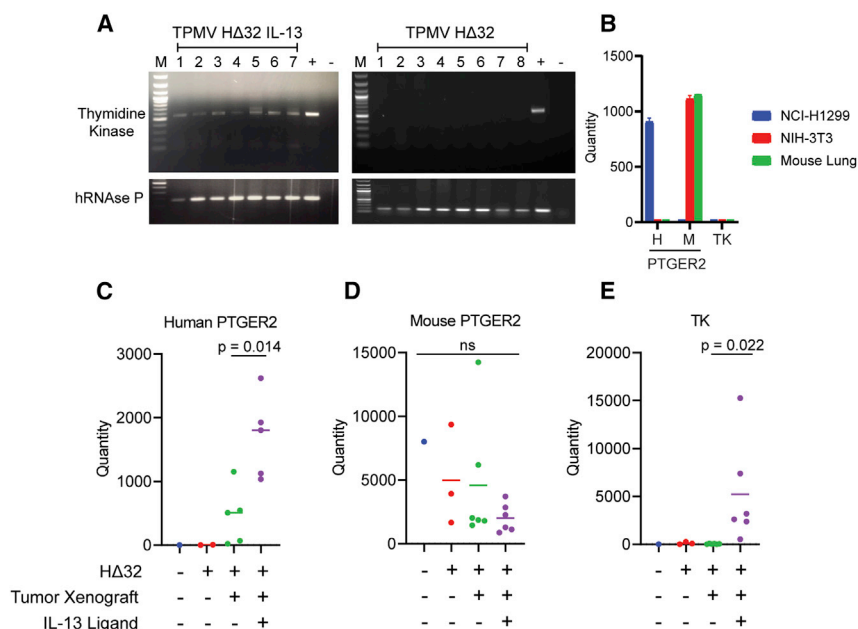 A
TPMV HΔ32 IL-13
TPMV HΔ32
M 1 2 3 4 5 6 7 + -
M 1 2 3 4 5 6 7 8 + -
Thymidine
Kinase
hRNAse P
B
1500
1000
500
0
Quantity
H M TK
PTGER2
NCI-H1299
NIH-3T3
Mouse Lung
C
Human PTGER2
p = 0.014
3000
2000
1000
0
Quantity
D
Mouse PTGER2
ns
15000
10000
5000
0
Quantity
E
TK
p = 0.022
20000
15000
10000
5000
0
Quantity
HΔ32 - + + + - + + + - + + +
Tumor Xenograft - - + + - - + + - - + +
IL-13 Ligand - - - + - - - + - - - +